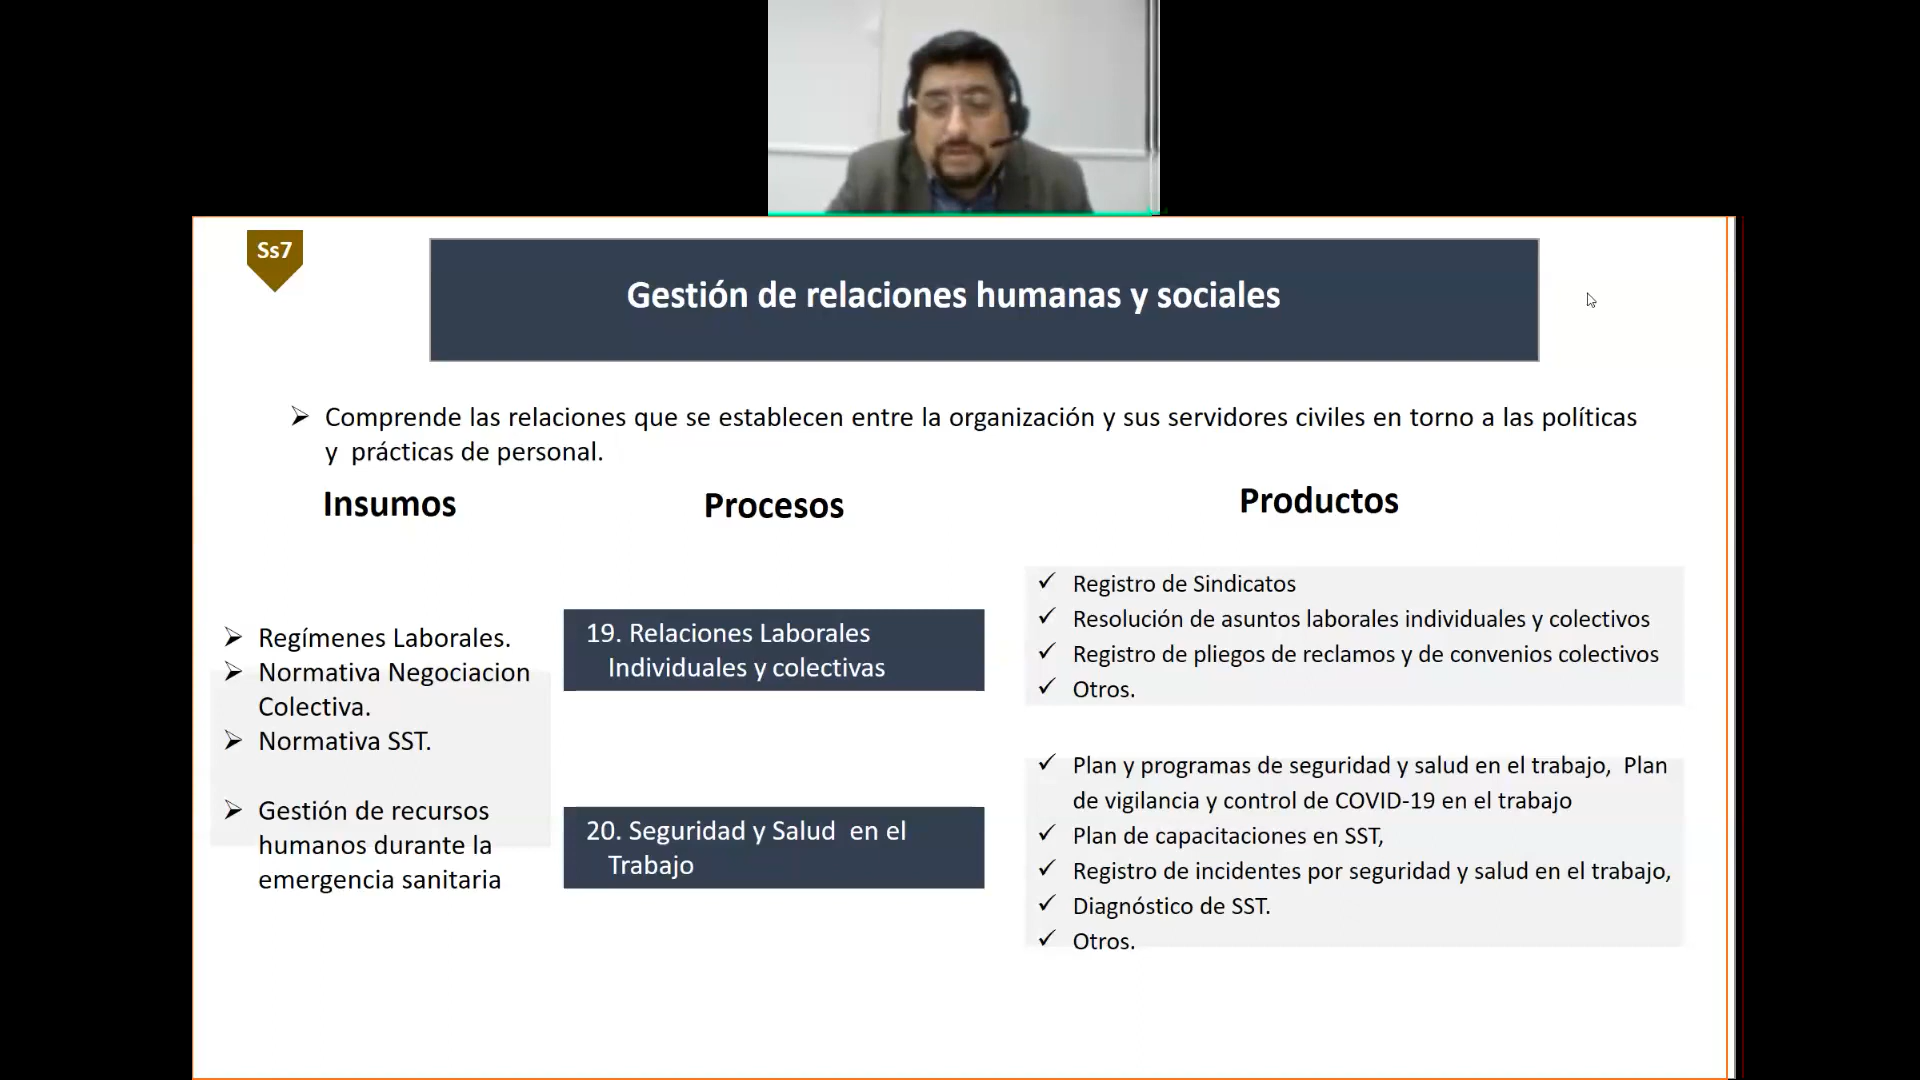 Ss7
Gestión de relaciones humanas y sociales
Comprende las relaciones que se establecen entre la organización y sus servidores civiles en torno a las políticas
y prácticas de personal.
Insumos
Procesos
Productos
Regímenes Laborales.
Normativa Negociacion
Colectiva.
Normativa SST.
Gestión de recursos
humanos durante la
emergencia sanitaria
19. Relaciones Laborales
Individuales y colectivas
20. Seguridad y Salud en el
Trabajo
Registro de Sindicatos
Resolución de asuntos laborales individuales y colectivos
Registro de pliegos de reclamos y de convenios colectivos
Otros.
Plan y programas de seguridad y salud en el trabajo, Plan
de vigilancia y control de COVID-19 en el trabajo
Plan de capacitaciones en SST,
Registro de incidentes por seguridad y salud en el trabajo,
Diagnóstico de SST.
Otros.